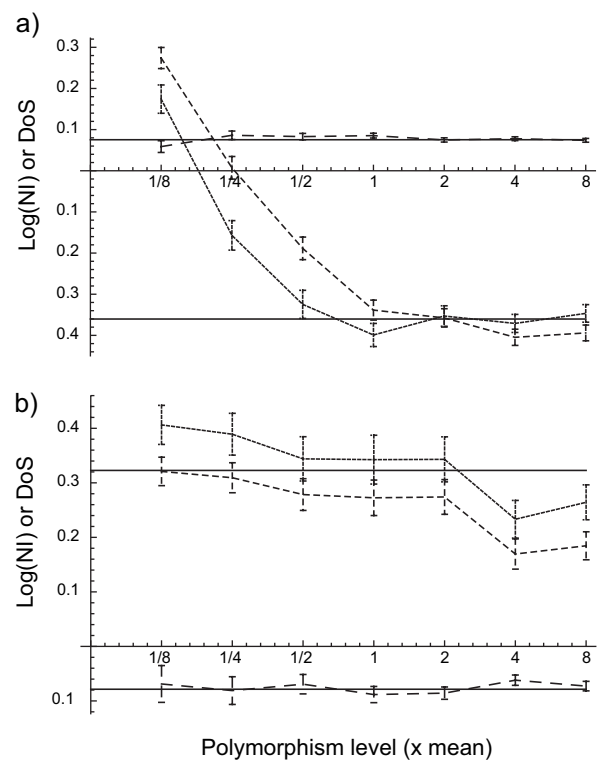 a)
0.3
0.2
0.1
1/8 1/4 1/2 1 2 4 8
0.1
0.2
0.3
0.4
Log(NI) or DoS
b)
0.4
0.3
0.2
0.1
1/8 1/4 1/2 1 2 4 8
0.1
Log(NI) or DoS
Polymorphism level (x mean)